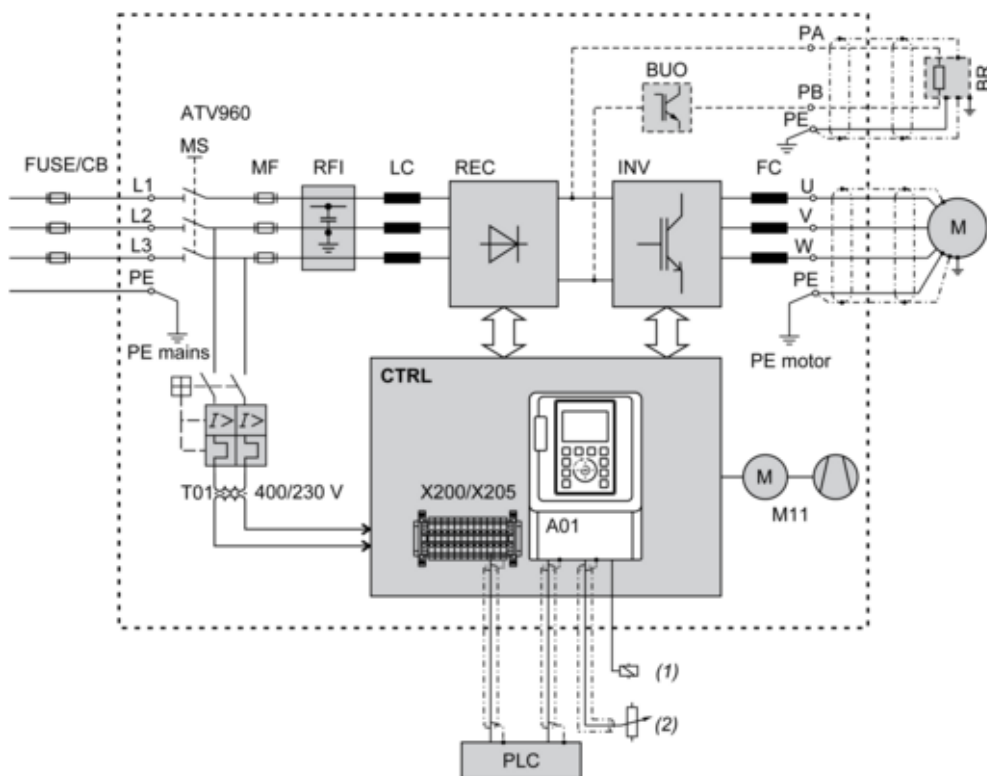 PA
BUO
BR
PB
ATV960
PE
MS
FUSE/CB
MF
RFI
LC
REC
INV
FC
L1
U
L2
V
M
L3
W
PE
PE
PE mains
PE motor
CTRL
I>
I>
T01
400/230 V
X200/X205
A01
M
M11
(1)
(2)
PLC